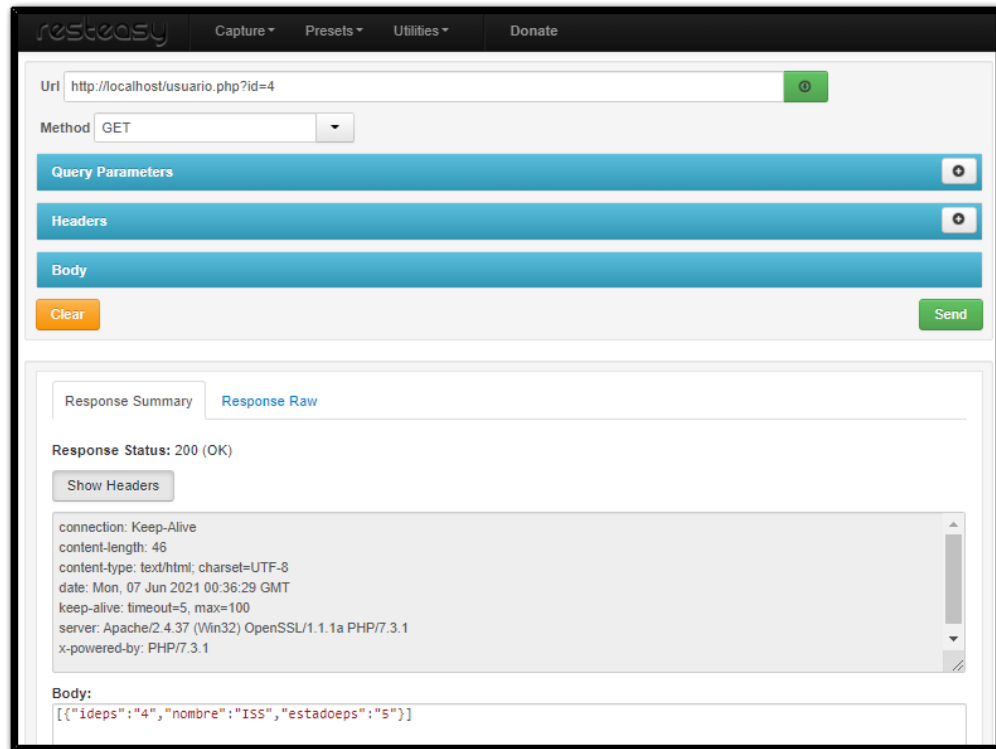 resteasy Capture Presets Utilities Donate
Url http://localhost/usuario.php?id=4
Method GET
Query Parameters
Headers
Body
Clear Send
Response Summary Response Raw
Response Status: 200 (OK)
Show Headers
connection: Keep-Alive
content-length: 46
content-type: text/html; charset=UTF-8
date: Mon, 07 Jun 2021 00:36:29 GMT
keep-alive: timeout=5, max=100
server: Apache/2.4.37 (Win32) OpenSSL/1.1.1a PHP/7.3.1
x-powered-by: PHP/7.3.1
Body:
[{"ideps":"4","nombre":"ISS","estadoeps":"5"}]